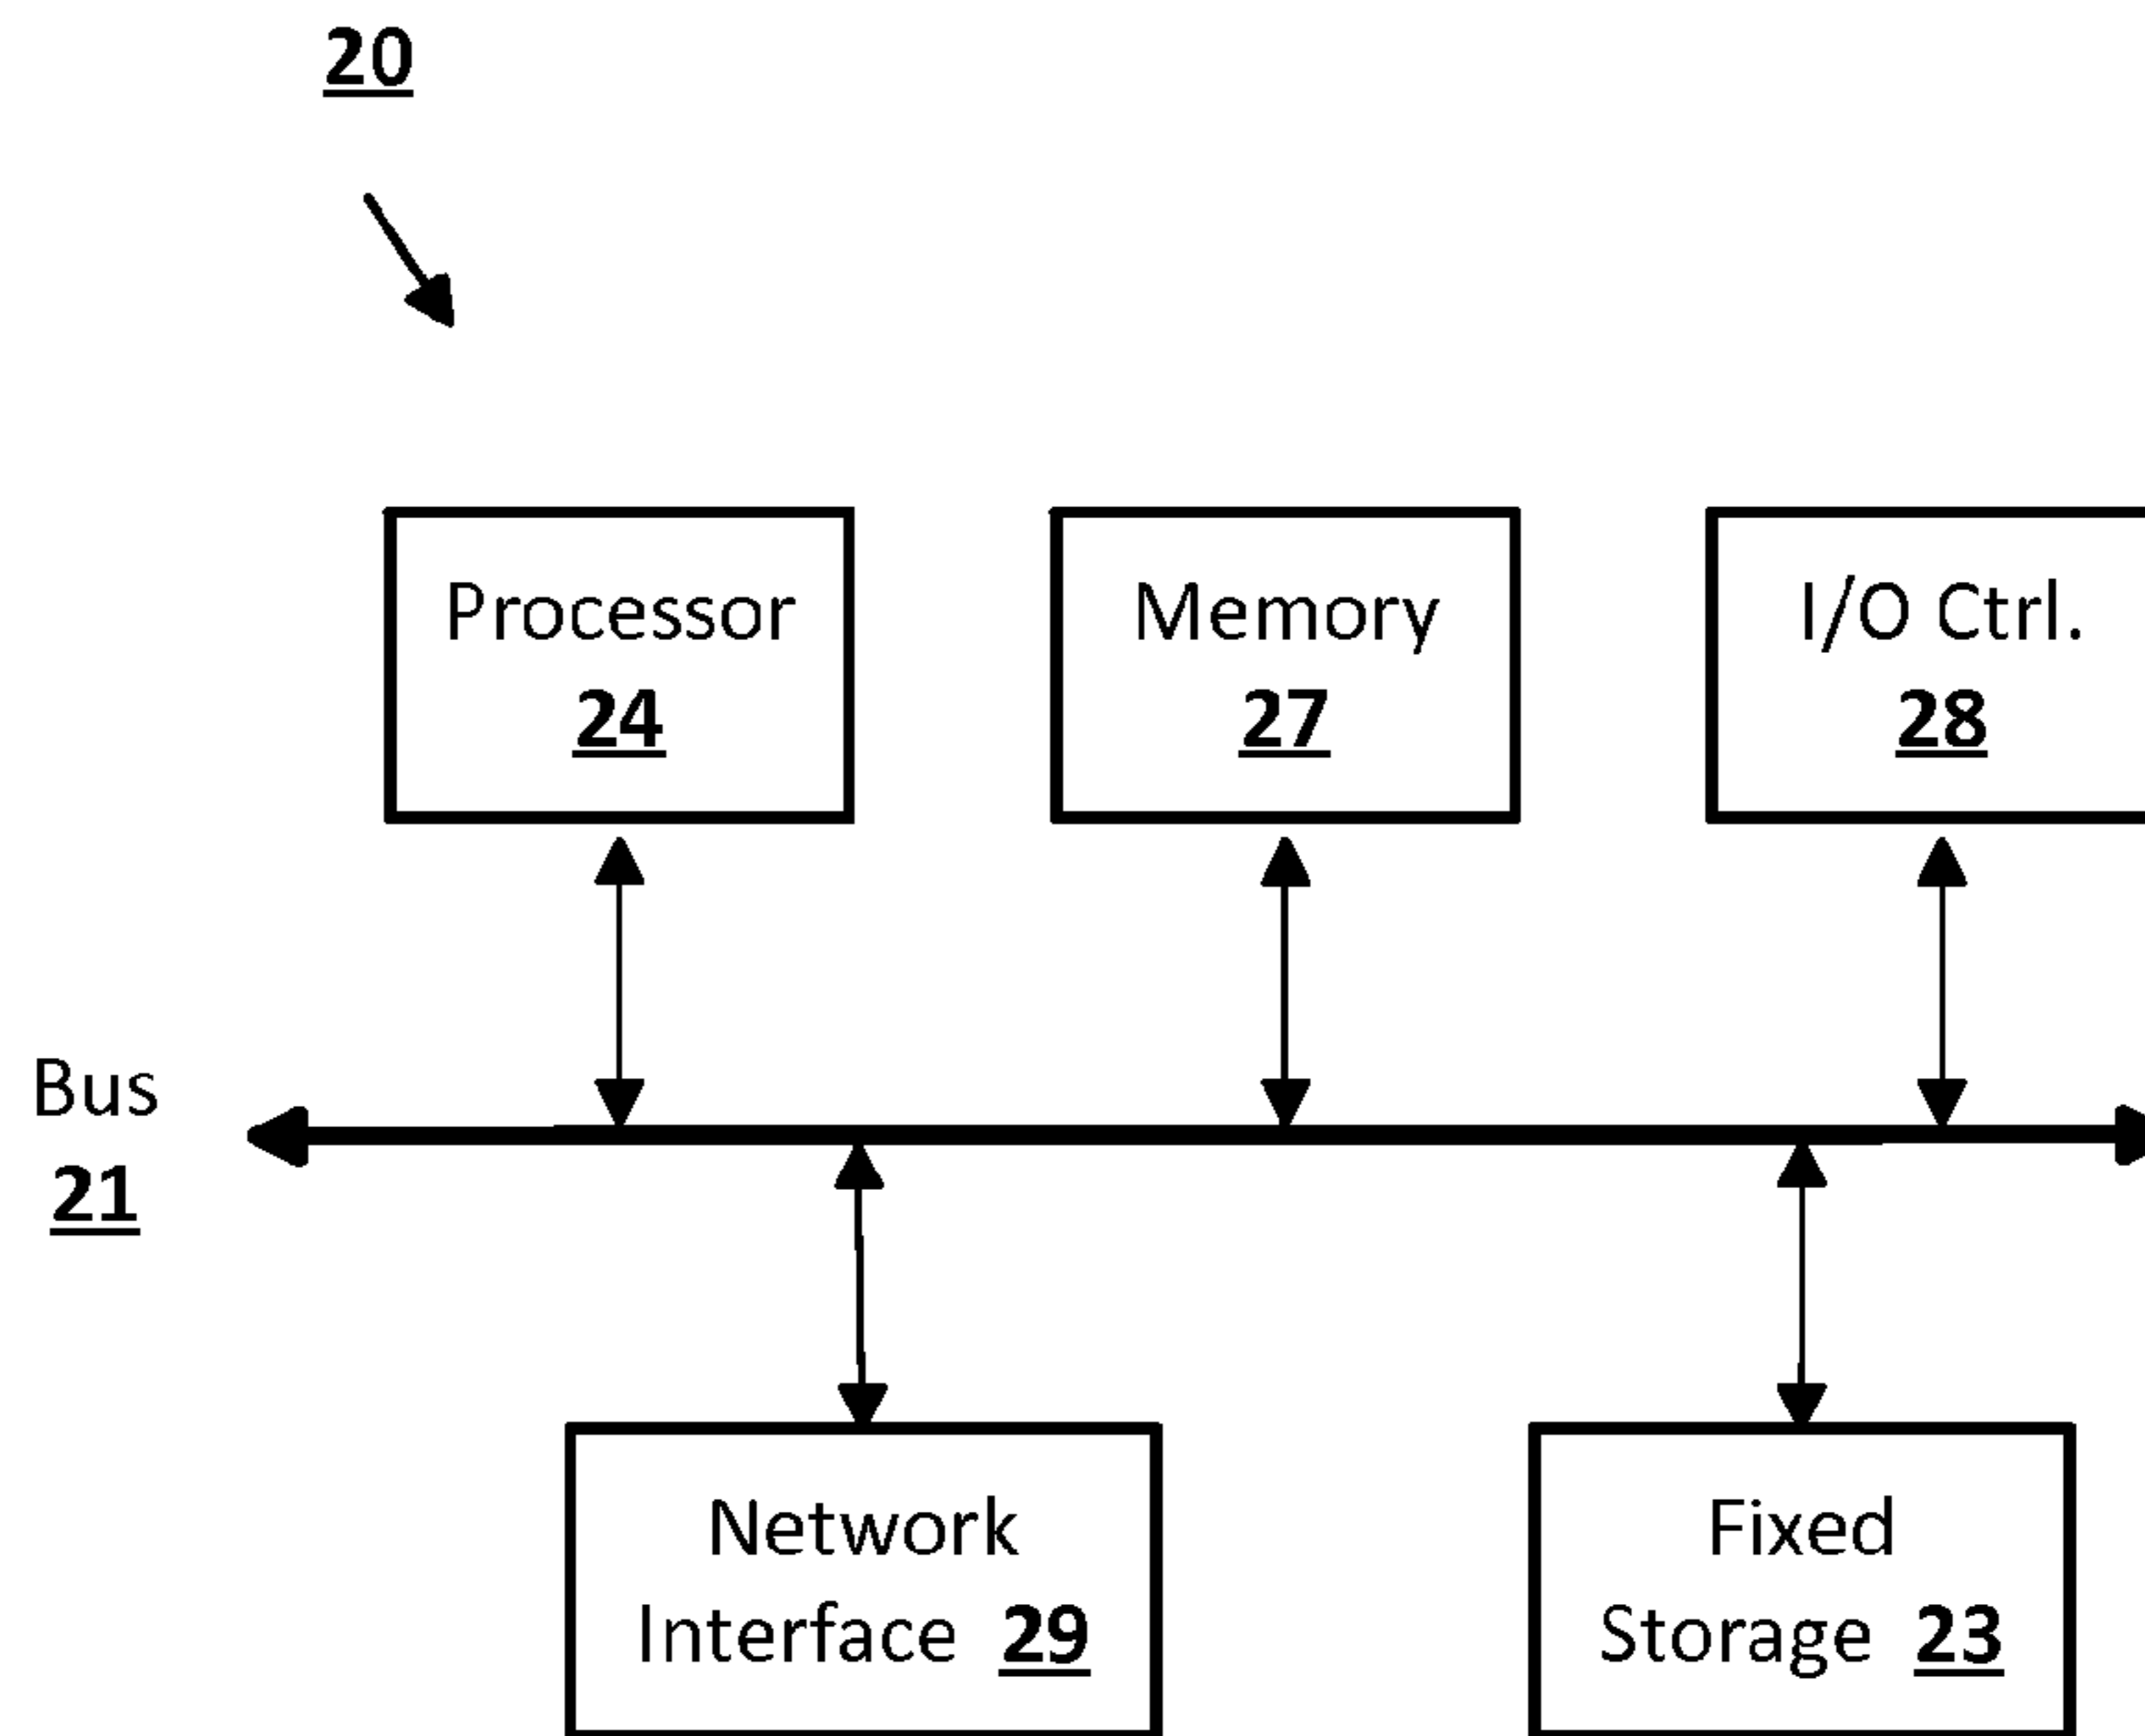 20
Processor
24
Memory
27
I/O Ctrl.
28
Bus
21
Network
Interface 29
Fixed
Storage 23